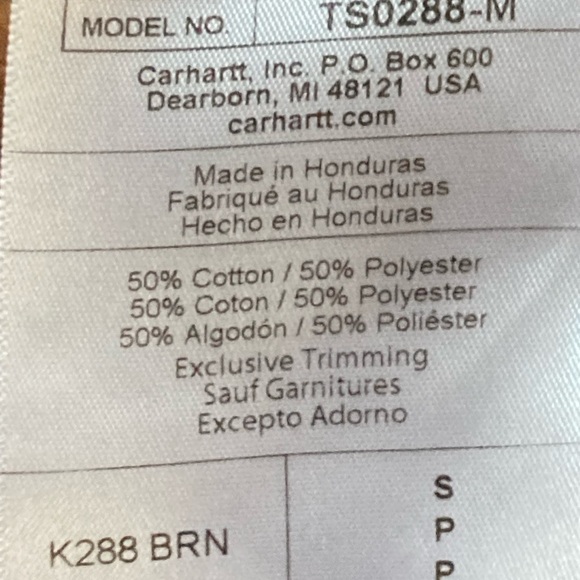 MODEL NO. TS0288-M
Carhartt, Inc. P.O. Box 600
Dearborn, MI 48121 USA
carhartt.com
Made in Honduras
Fabriqué au Honduras
Hecho en Honduras
50% Cotton / 50% Polyester
50% Coton / 50% Polyester
50% Algodón / 50% Poliéster
Exclusive Trimming
Sauf Garnitures
Excepto Adorno
K288 BRN
S
P
P